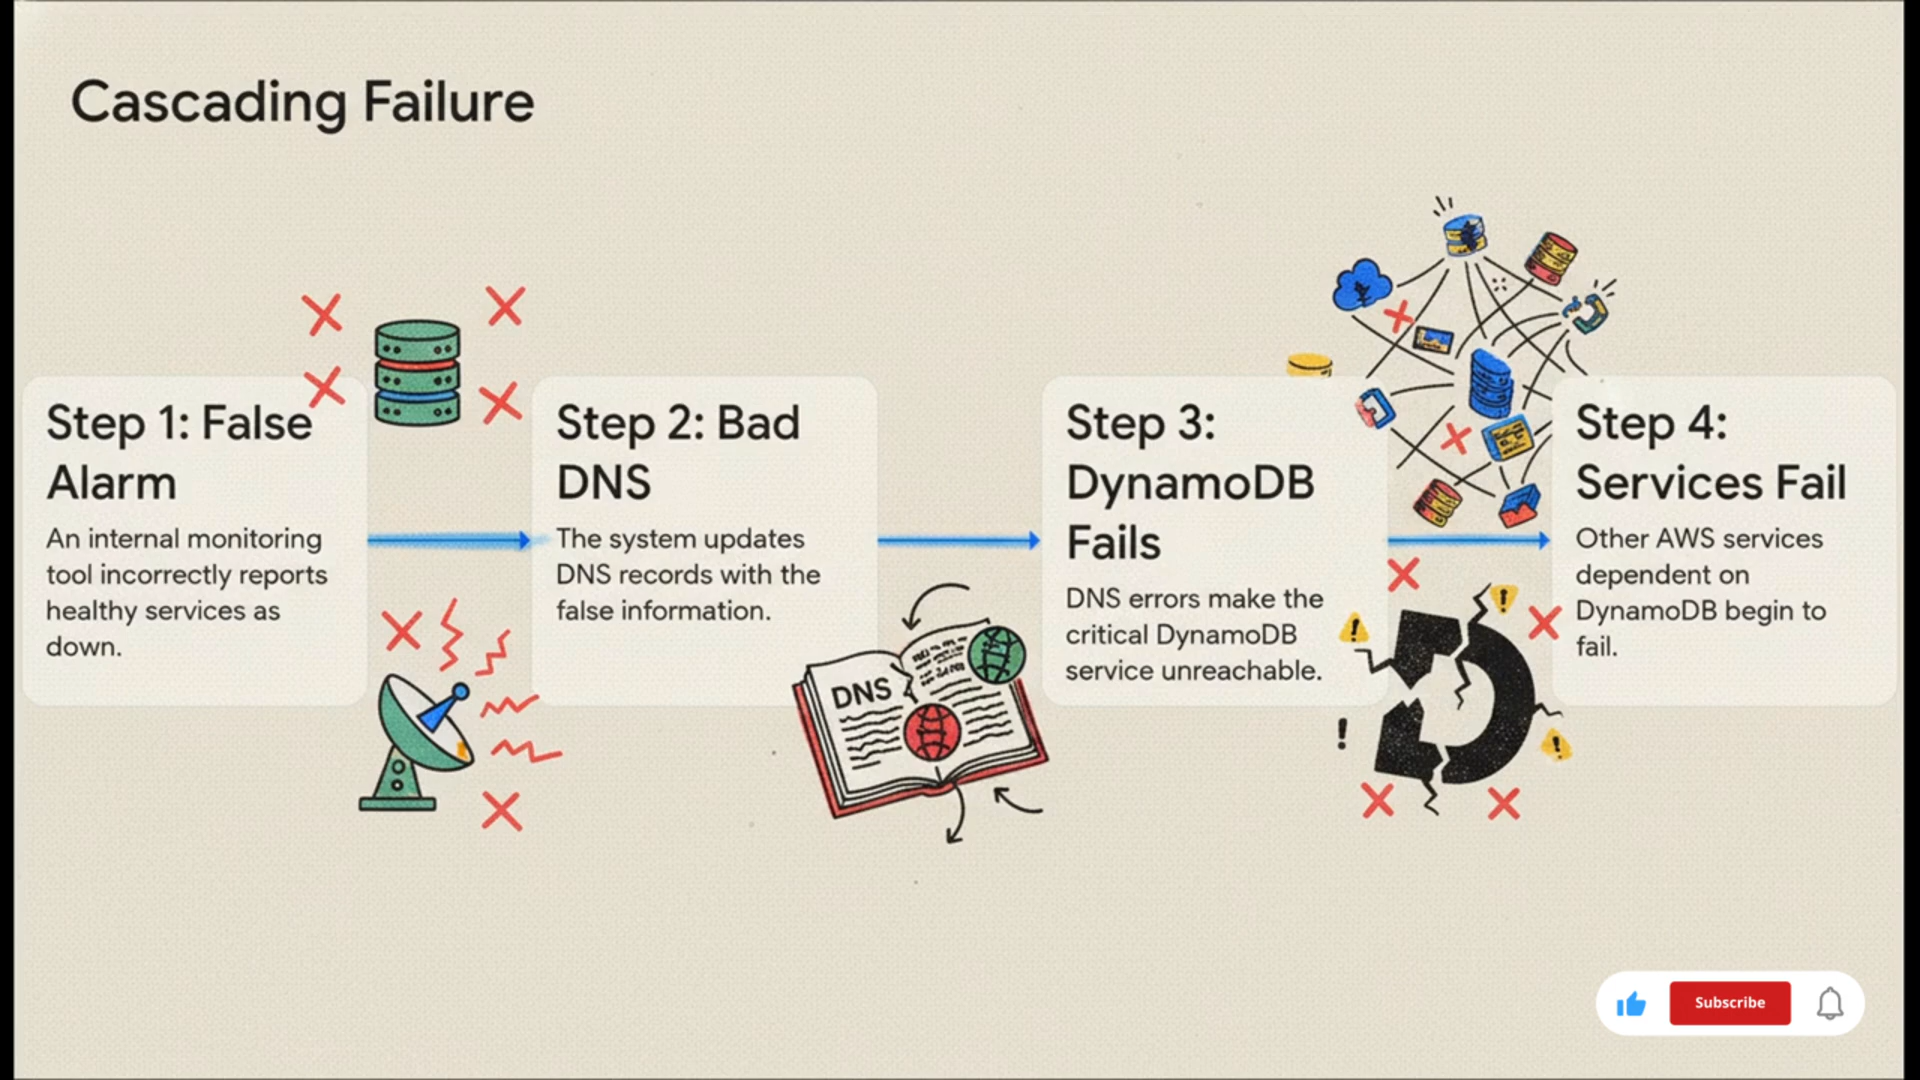 Cascading Failure
Step 1: False
Alarm
An internal monitoring
tool incorrectly reports
healthy services as
down.
Step 2: Bad
DNS
The system updates
DNS records with the
false information.
DNS
Step 3:
DynamoDB
Fails
DNS errors make the
critical DynamoDB
service unreachable.
Step 4:
Services Fail
Other AWS services
dependent on
DynamoDB begin to
fail.
Subscribe